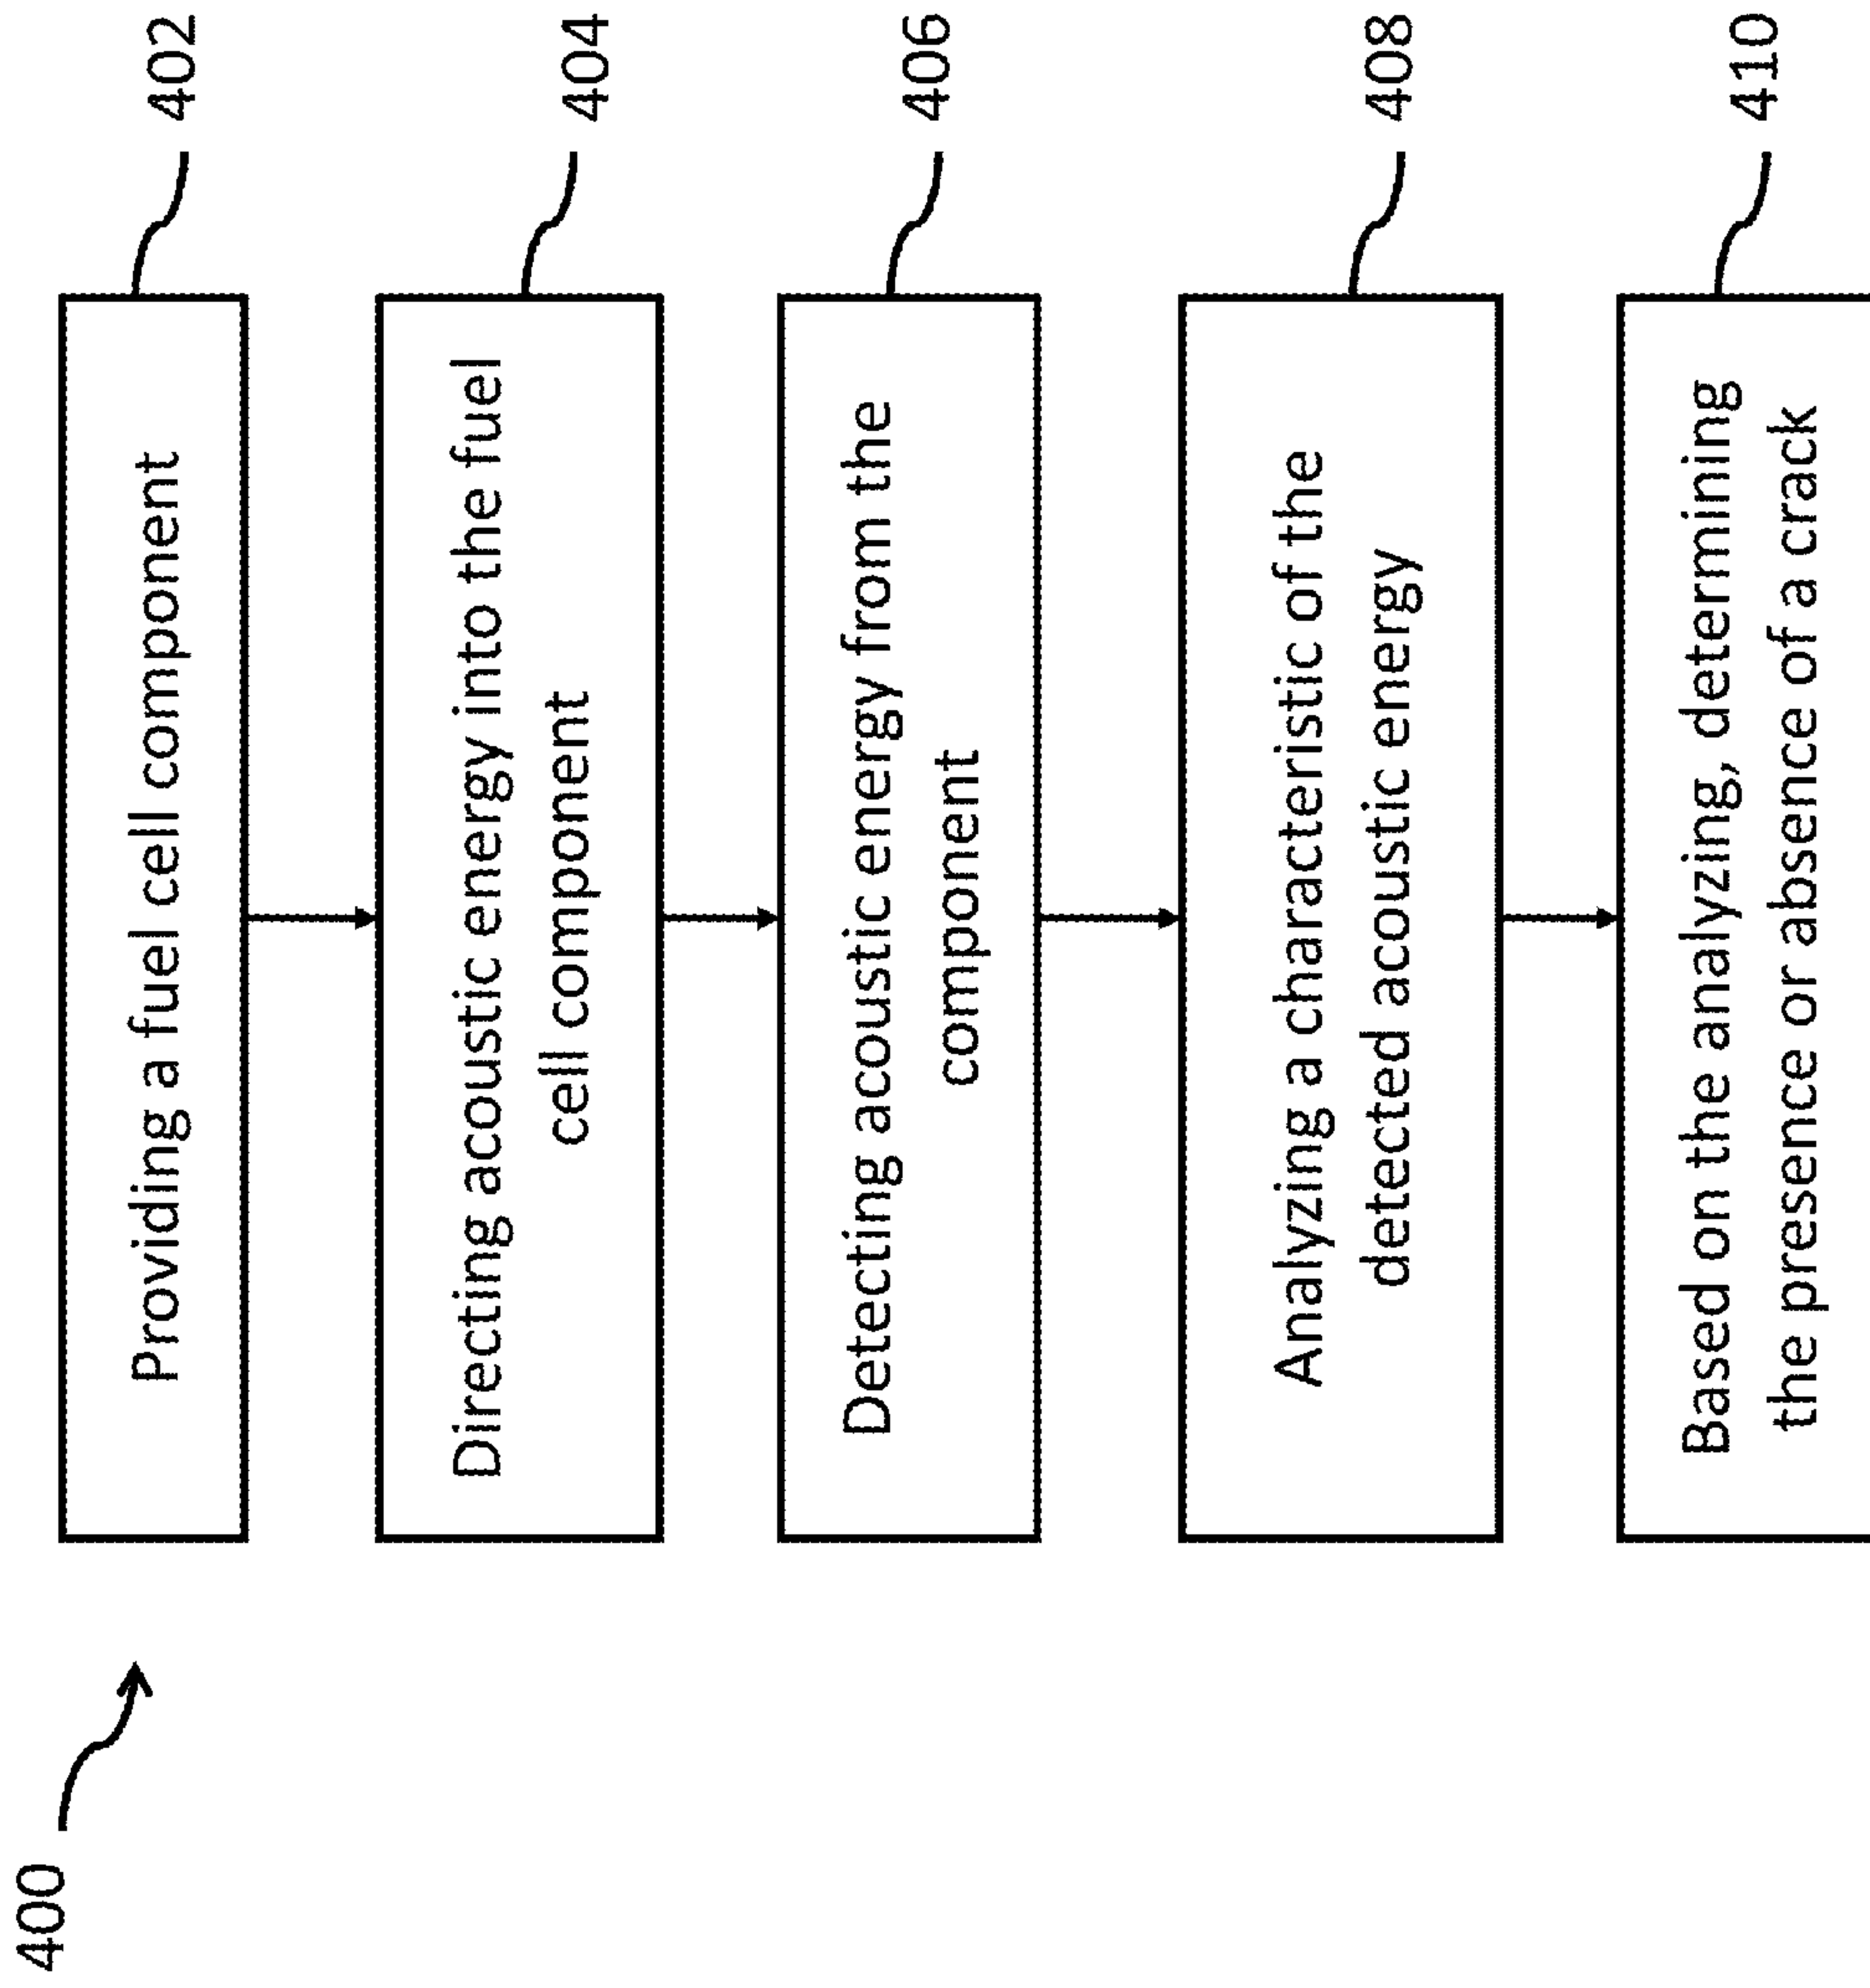 400
Providing a fuel cell component
402
Directing acoustic energy into the fuel
cell component
404
Detecting acoustic energy from the
component
406
Analyzing a characteristic of the
detected acoustic energy
408
Based on the analyzing, determining
the presence or absence of a crack
410